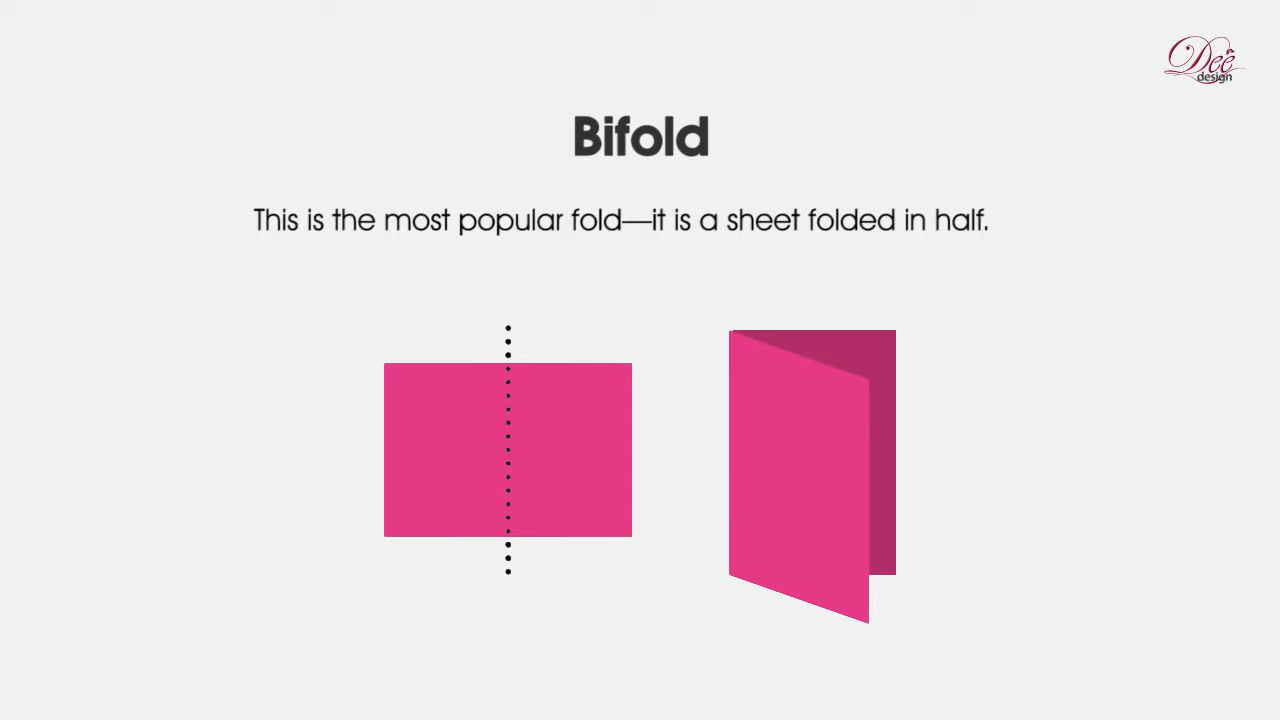 Dee
design
Bifold
This is the most popular fold—it is a sheet folded in half.